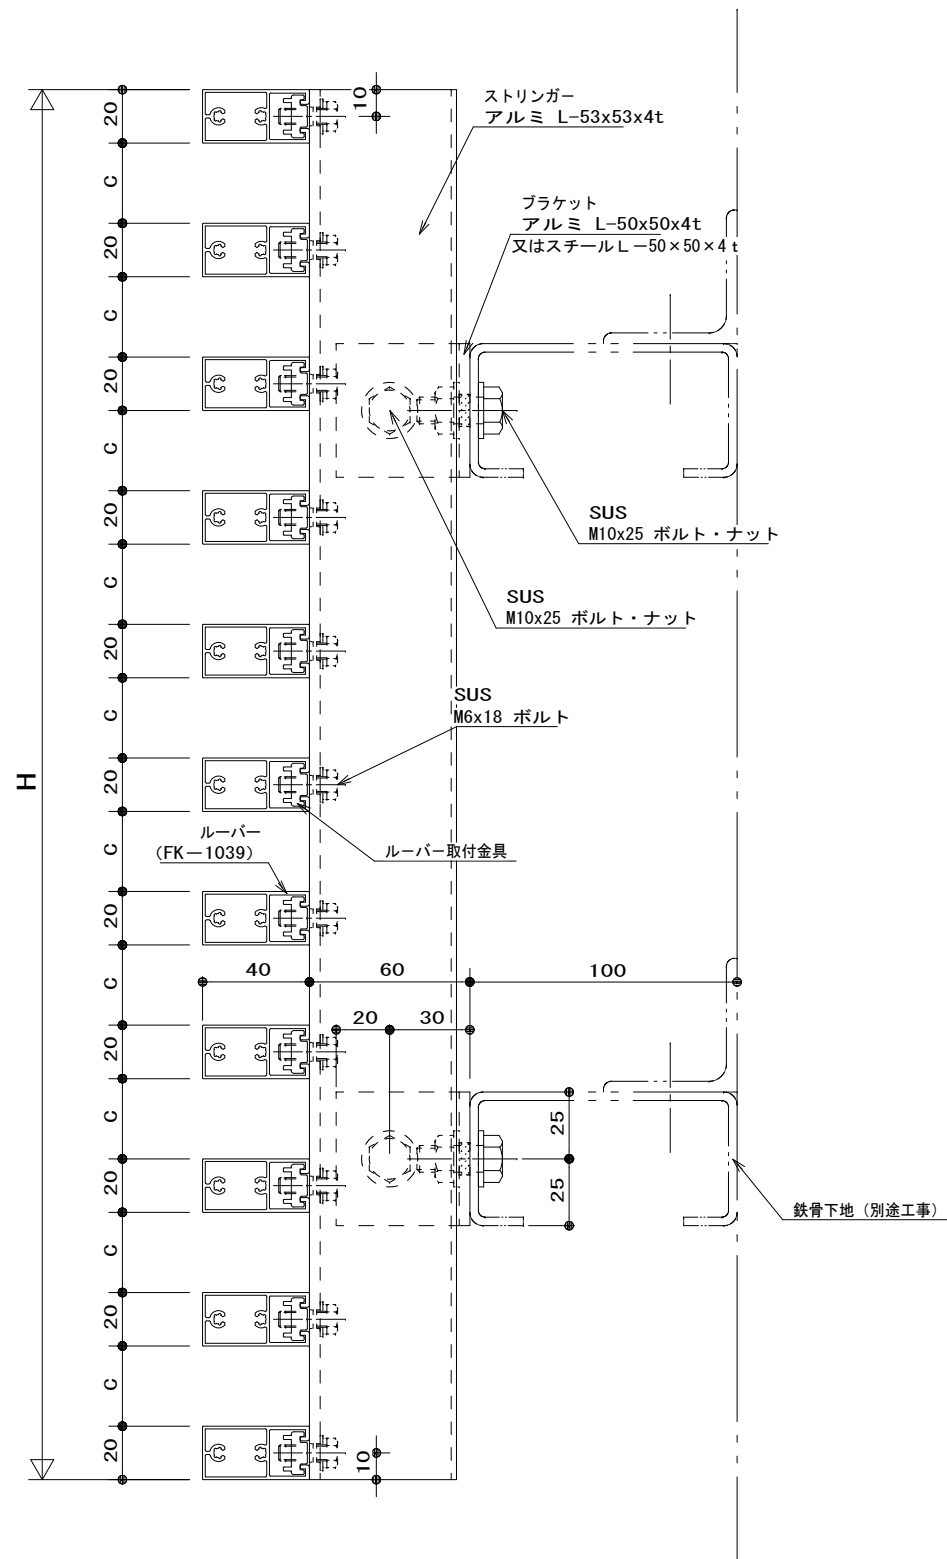 ストリンガー
アルミ L-53x53x4t
ブラケット
アルミ L-50x50x4t
又はスチールL－50×50×4t
10
20
C
20
C
20
C
20
C
20
C
20
C
20
C
20
C
20
C
20
C
20
H
SUS
M10x25 ボルト・ナット
SUS
M10x25 ボルト・ナット
SUS
M6x18 ボルト
ルーバー
(FK－1039)
ルーバー取付金具
40
60
100
20
30
25
25
鉄骨下地（別途工事）
10